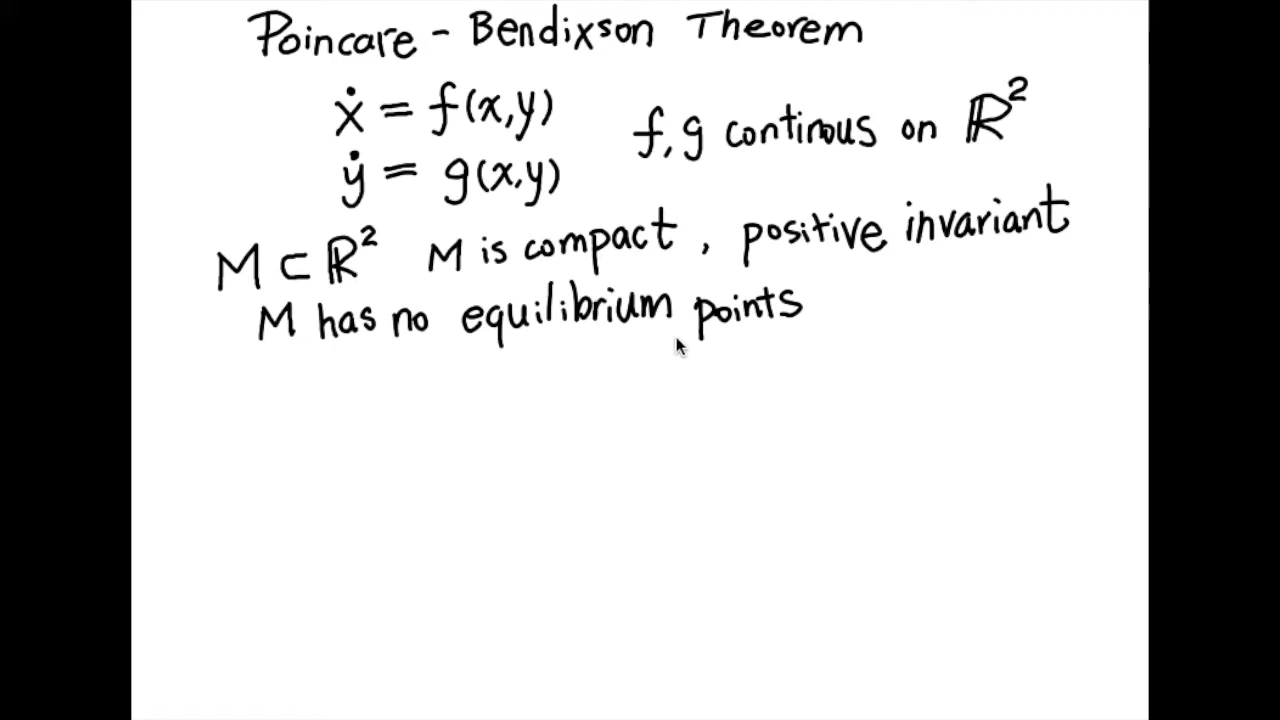 Poincare - Bendixson Theorem
ẋ = f(x,y)
f,g continous on ℝ²
ẏ = g(x,y)
M ⊂ ℝ² M is compact, positive invariant
M has no equilibrium points